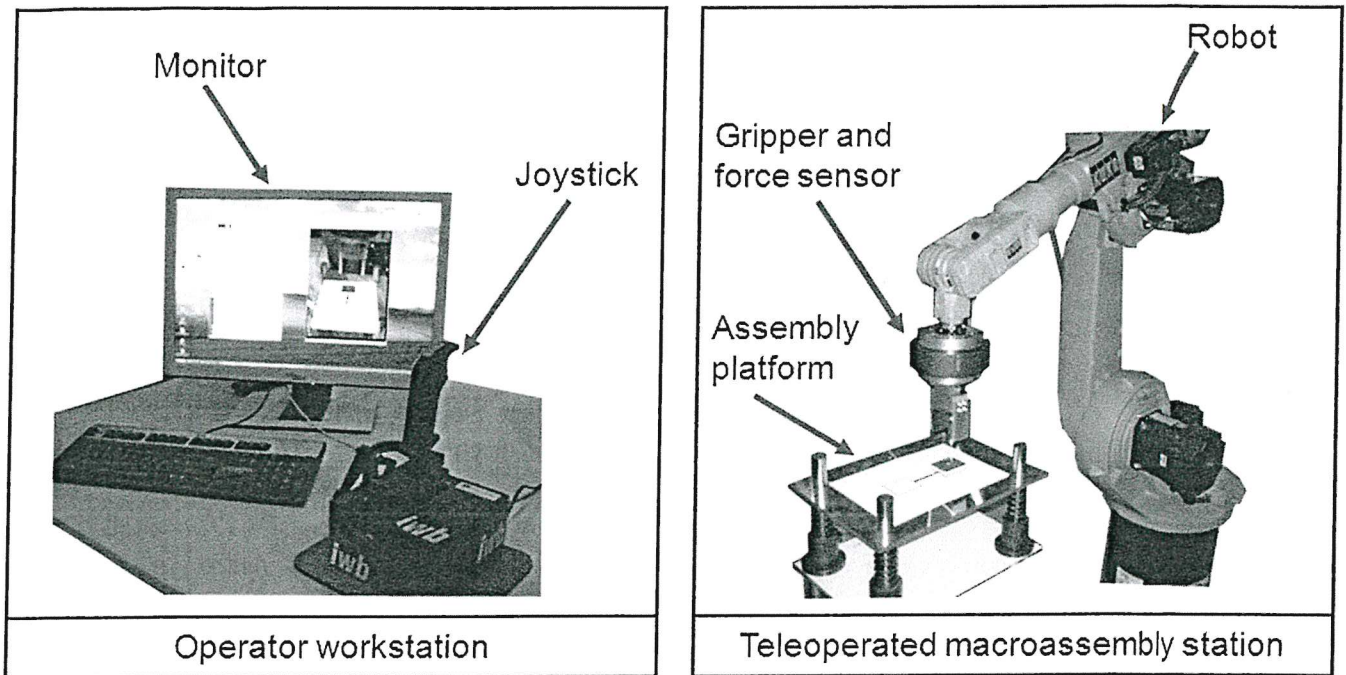 Monitor
Joystick
iwb
iwb
Operator workstation
Robot
Gripper and
force sensor
Assembly
platform
Teleoperated macroassembly station